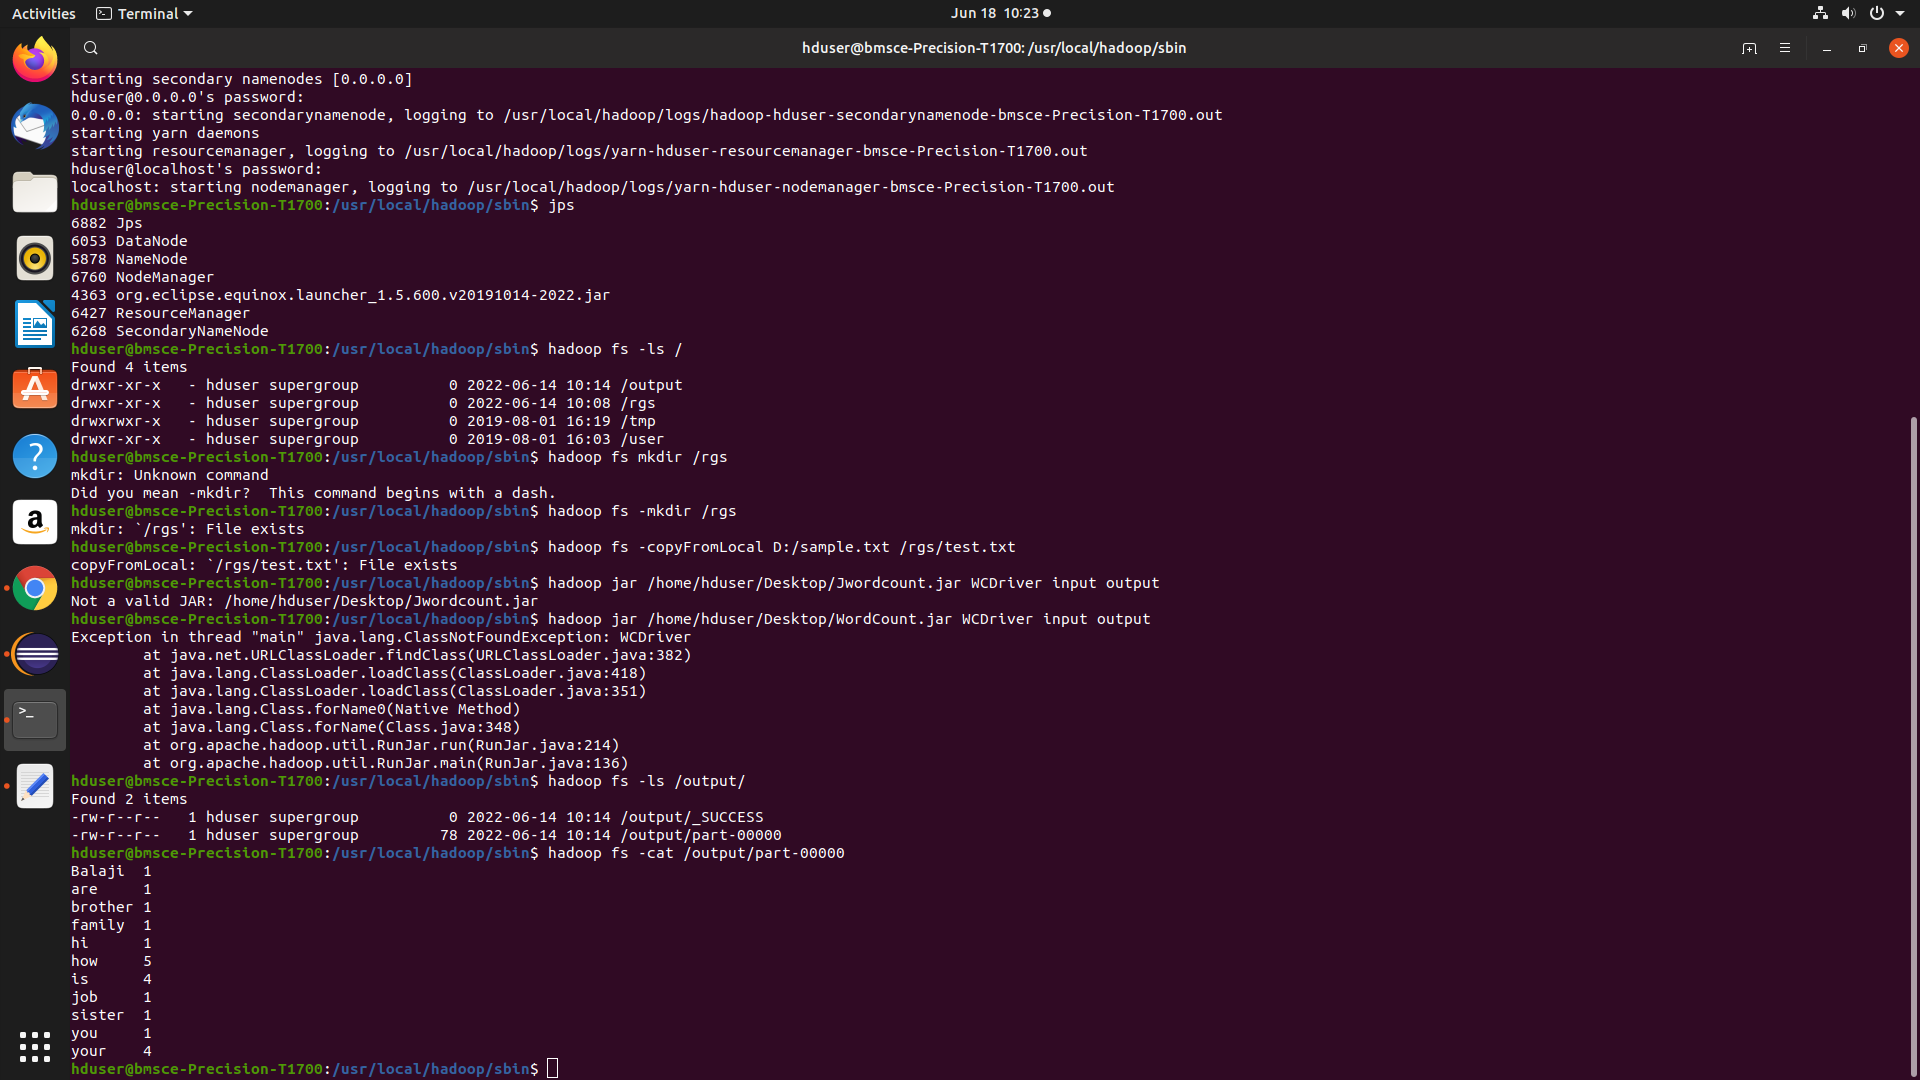 Activities Terminal Jun 18 10:23
hduser@bmsce-Precision-T1700: /usr/local/hadoop/sbin
Starting secondary namenodes [0.0.0.0]
hduser@0.0.0.0's password:
0.0.0.0: starting secondarynamenode, logging to /usr/local/hadoop/logs/hadoop-hduser-secondarynamenode-bmsce-Precision-T1700.out
starting yarn daemons
starting resourcemanager, logging to /usr/local/hadoop/logs/yarn-hduser-resourcemanager-bmsce-Precision-T1700.out
hduser@localhost's password:
localhost: starting nodemanager, logging to /usr/local/hadoop/logs/yarn-hduser-nodemanager-bmsce-Precision-T1700.out
hduser@bmsce-Precision-T1700:/usr/local/hadoop/sbin$ jps
6882 Jps
6053 DataNode
5878 NameNode
6760 NodeManager
4363 org.eclipse.equinox.launcher_1.5.600.v20191014-2022.jar
6427 ResourceManager
6268 SecondaryNameNode
hduser@bmsce-Precision-T1700:/usr/local/hadoop/sbin$ hadoop fs -ls /
Found 4 items
drwxr-xr-x   - hduser supergroup          0 2022-06-14 10:14 /output
drwxr-xr-x   - hduser supergroup          0 2022-06-14 10:08 /rgs
drwxrwxr-x   - hduser supergroup          0 2019-08-01 16:19 /tmp
drwxr-xr-x   - hduser supergroup          0 2019-08-01 16:03 /user
hduser@bmsce-Precision-T1700:/usr/local/hadoop/sbin$ hadoop fs mkdir /rgs
mkdir: Unknown command
Did you mean -mkdir?  This command begins with a dash.
hduser@bmsce-Precision-T1700:/usr/local/hadoop/sbin$ hadoop fs -mkdir /rgs
mkdir: `/rgs': File exists
hduser@bmsce-Precision-T1700:/usr/local/hadoop/sbin$ hadoop fs -copyFromLocal D:/sample.txt /rgs/test.txt
copyFromLocal: `/rgs/test.txt': File exists
hduser@bmsce-Precision-T1700:/usr/local/hadoop/sbin$ hadoop jar /home/hduser/Desktop/Jwordcount.jar WCDriver input output
Not a valid JAR: /home/hduser/Desktop/Jwordcount.jar
hduser@bmsce-Precision-T1700:/usr/local/hadoop/sbin$ hadoop jar /home/hduser/Desktop/WordCount.jar WCDriver input output
Exception in thread "main" java.lang.ClassNotFoundException: WCDriver
        at java.net.URLClassLoader.findClass(URLClassLoader.java:382)
        at java.lang.ClassLoader.loadClass(ClassLoader.java:418)
        at java.lang.ClassLoader.loadClass(ClassLoader.java:351)
        at java.lang.Class.forName0(Native Method)
        at java.lang.Class.forName(Class.java:348)
        at org.apache.hadoop.util.RunJar.run(RunJar.java:214)
        at org.apache.hadoop.util.RunJar.main(RunJar.java:136)
hduser@bmsce-Precision-T1700:/usr/local/hadoop/sbin$ hadoop fs -ls /output/
Found 2 items
-rw-r--r--   1 hduser supergroup          0 2022-06-14 10:14 /output/_SUCCESS
-rw-r--r--   1 hduser supergroup         78 2022-06-14 10:14 /output/part-00000
hduser@bmsce-Precision-T1700:/usr/local/hadoop/sbin$ hadoop fs -cat /output/part-00000
Balaji  1
are     1
brother 1
family  1
hi      1
how     5
is      4
job     1
sister  1
you     1
your    4
hduser@bmsce-Precision-T1700:/usr/local/hadoop/sbin$